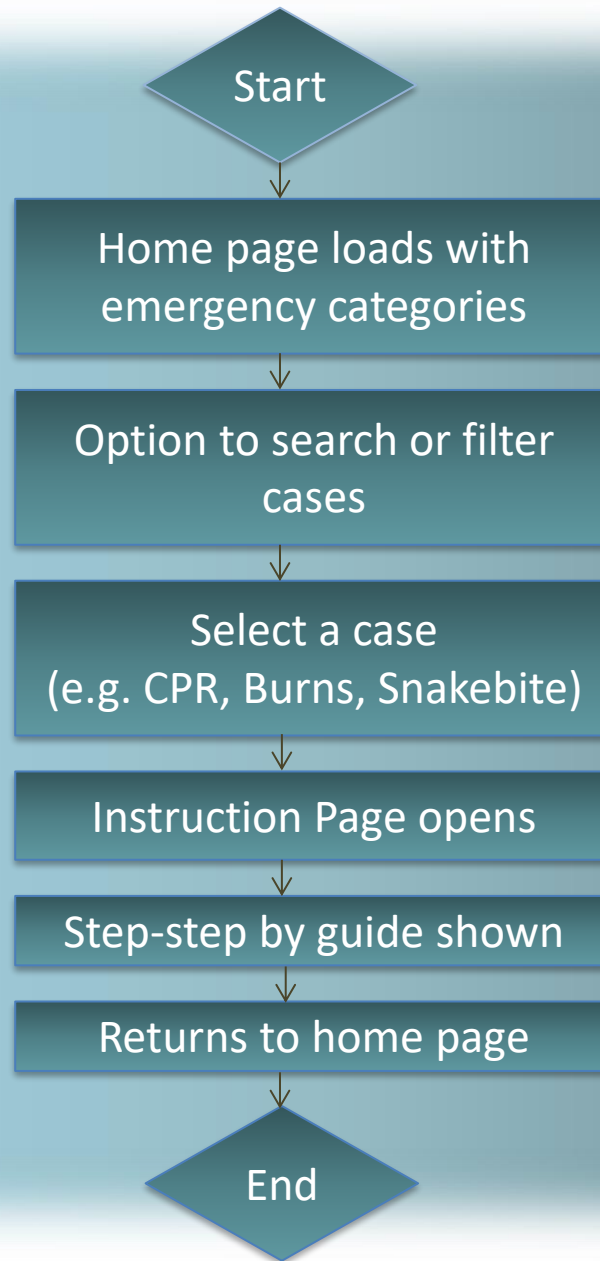 Start
Home page loads with
emergency categories
Option to search or filter
cases
Select a case
(e.g. CPR, Burns, Snakebite)
Instruction Page opens
Step-step by guide shown
Returns to home page
End